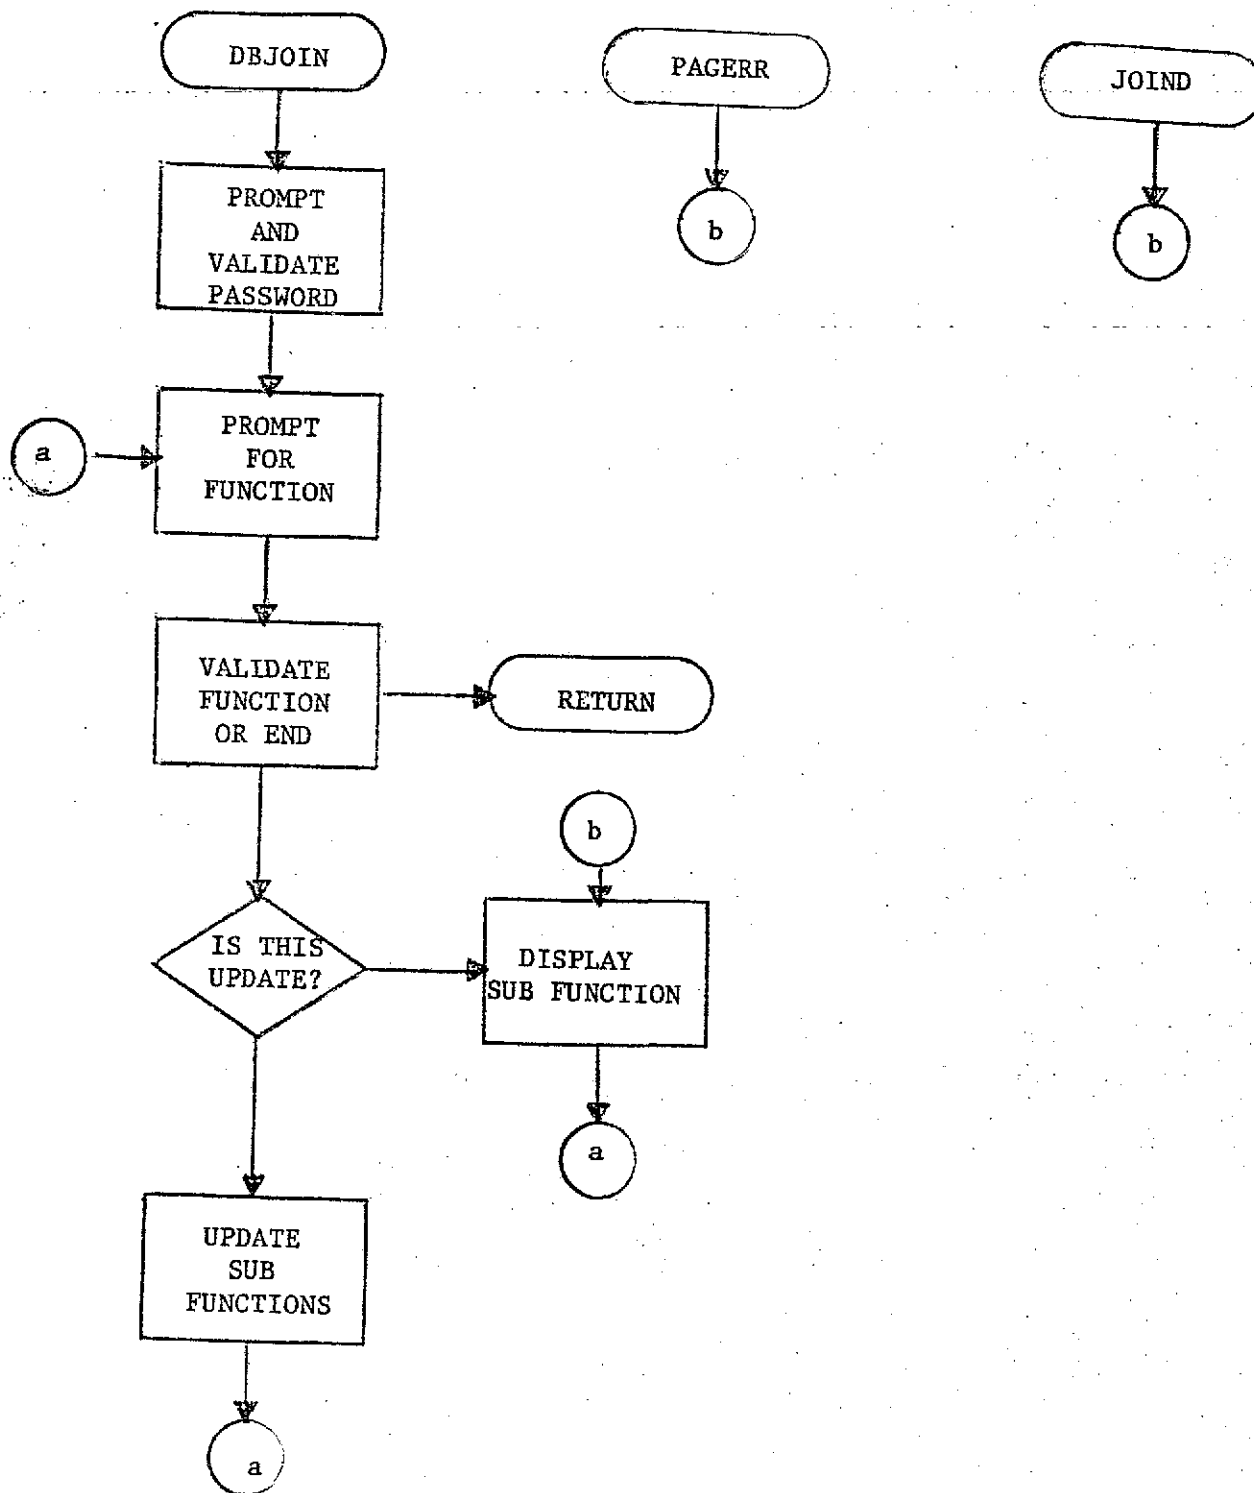 DBJOIN
PAGERR
JOIND
PROMPT
AND
VALIDATE
PASSWORD
b
b
a
PROMPT
FOR
FUNCTION
VALIDATE
FUNCTION
OR END
RETURN
b
IS THIS
UPDATE?
DISPLAY
SUB FUNCTION
a
UPDATE
SUB
FUNCTIONS
a